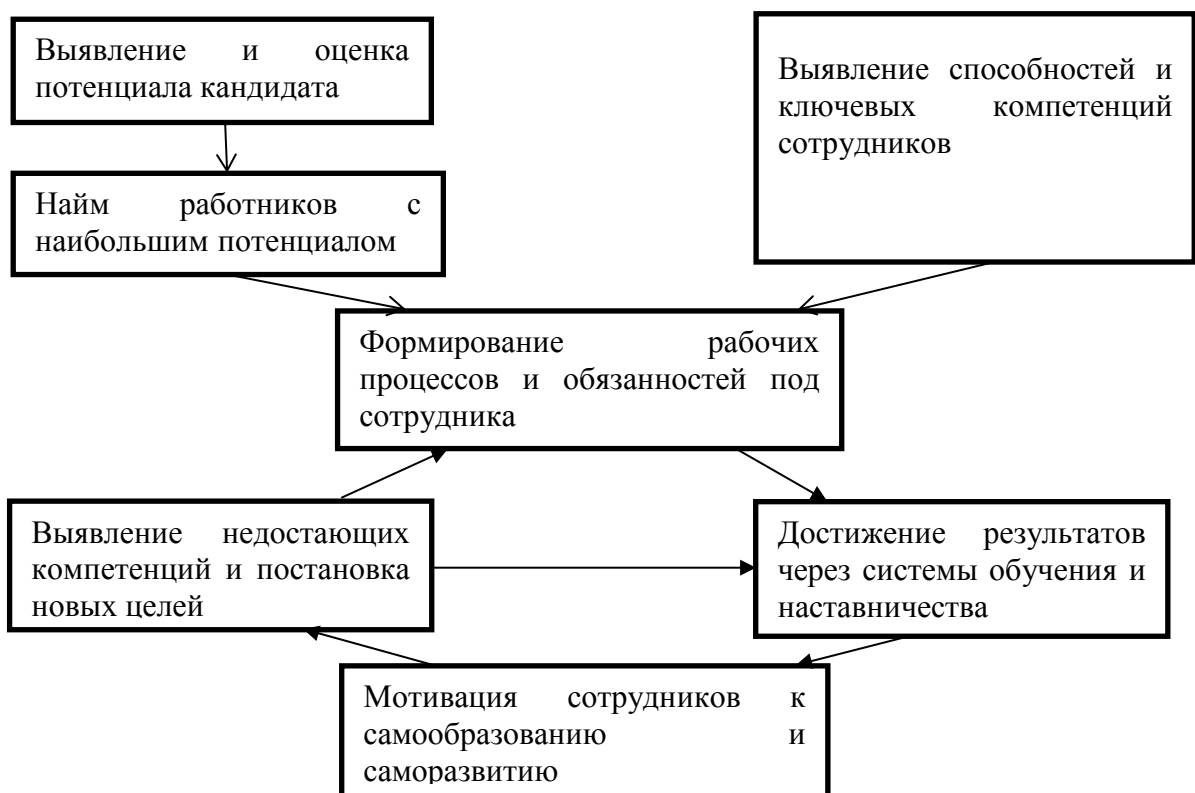 Выявление и оценка
потенциала кандидата
Выявление способностей и
ключевых компетенций
сотрудников
Найм работников с
наибольшим потенциалом
Формирование рабочих
процессов и обязанностей под
сотрудника
Выявление недостающих
компетенций и постановка
новых целей
Достижение результатов
через системы обучения и
наставничества
Мотивация сотрудников к
самообразованию и
саморазвитию